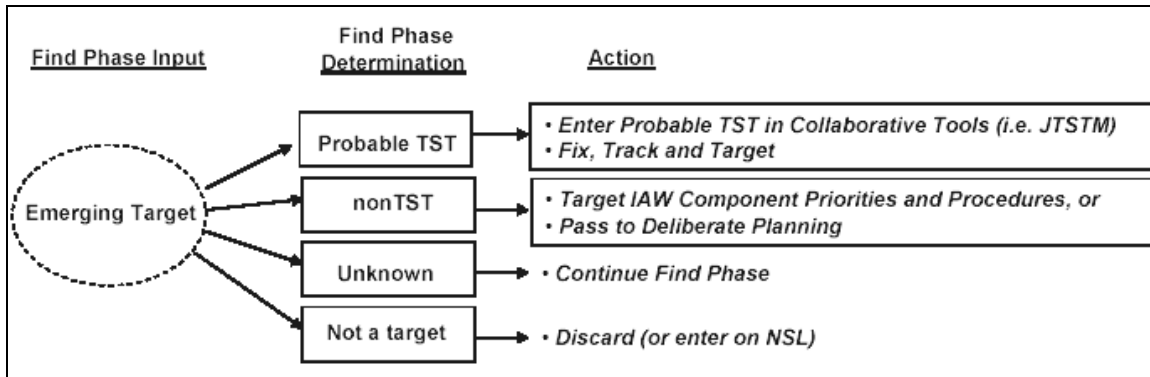 Find Phase Input
Find Phase
Determination
Action
Emerging Target
Probable TST
• Enter Probable TST in Collaborative Tools (i.e. JTSTM)
• Fix, Track and Target
nonTST
• Target IAW Component Priorities and Procedures, or
• Pass to Deliberate Planning
Unknown
• Continue Find Phase
Not a target
• Discard (or enter on NSL)